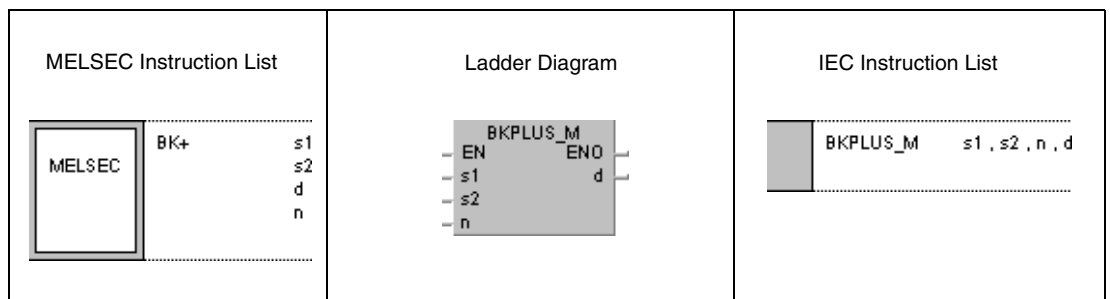 MELSEC Instruction List
MELSEC
BK+ s1
s2
d
n
Ladder Diagram
BKPLUS_M
EN ENO
s1 d
s2
n
IEC Instruction List
BKPLUS_M s1 , s2 , n , d